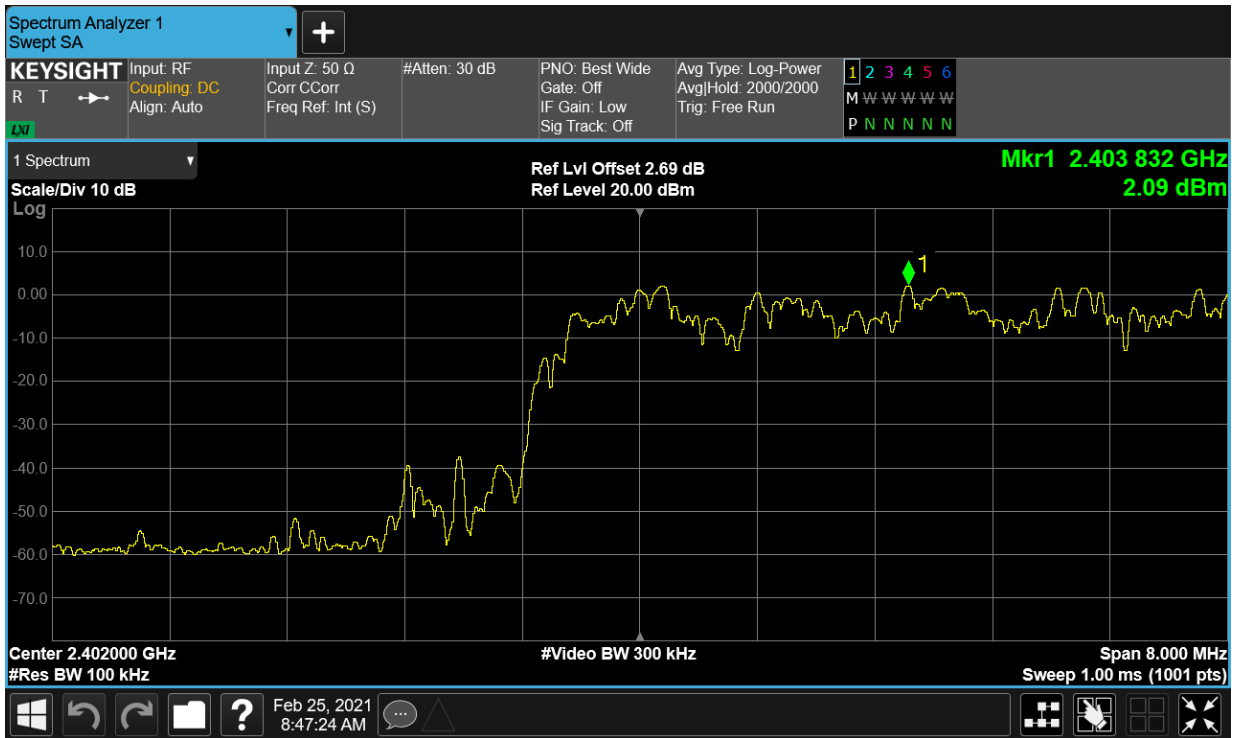 Spectrum Analyzer 1
Swept SA
+
KEYSIGHT Input: RF Input Z: 50 Ω #Atten: 30 dB PNO: Best Wide Avg Type: Log-Power 1 2 3 4 5 6
R T Coupling: DC Corr CCorr Gate: Off Avg|Hold: 2000/2000 M W W W W W
Align: Auto Freq Ref: Int (S) IF Gain: Low Trig: Free Run
LXI Sig Track: Off P N N N N N N
1 Spectrum
Ref Lvl Offset 2.69 dB Mkr1 2.403 832 GHz
Scale/Div 10 dB Ref Level 20.00 dBm 2.09 dBm
Log
10.0
1
0.00
-10.0
-20.0
-30.0
-40.0
-50.0
-60.0
-70.0
Center 2.402000 GHz #Video BW 300 kHz Span 8.000 MHz
#Res BW 100 kHz Sweep 1.00 ms (1001 pts)
? Feb 25, 2021
8:47:24 AM